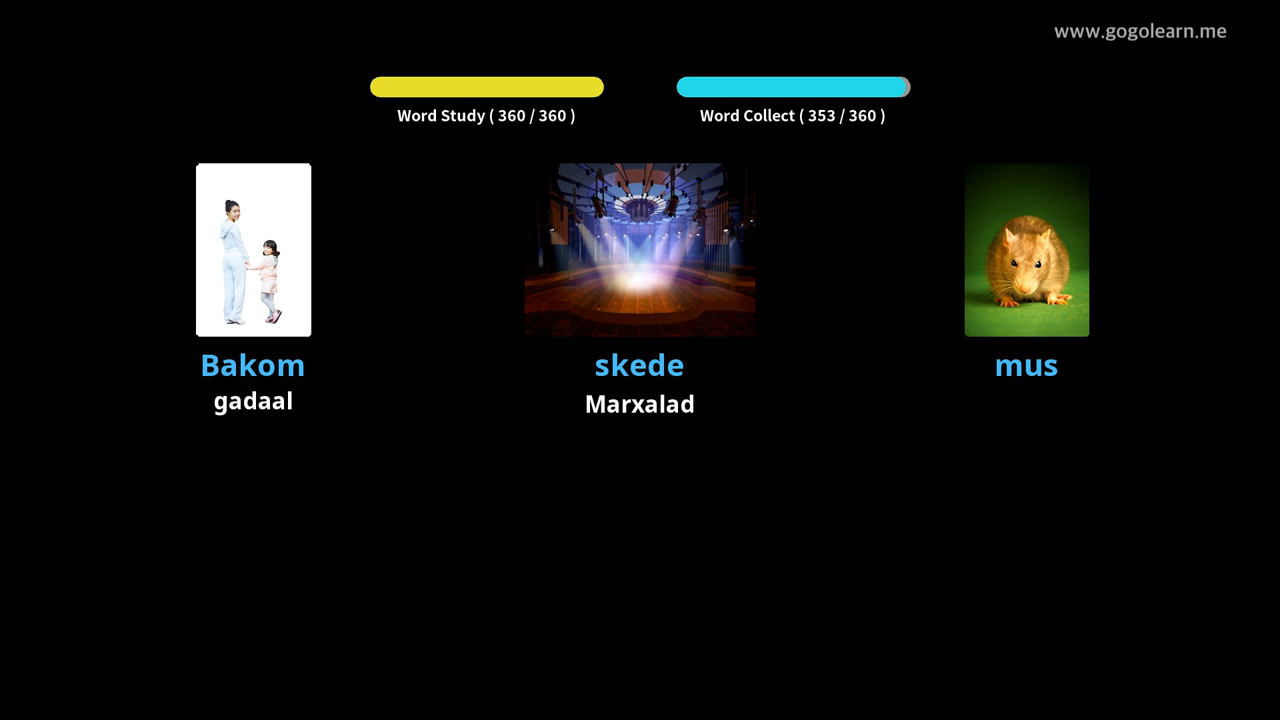 www.gogolearn.me
Word Study ( 360 / 360 )
Word Collect ( 353 / 360 )
Bakom
gadaal
skede
Marxalad
mus